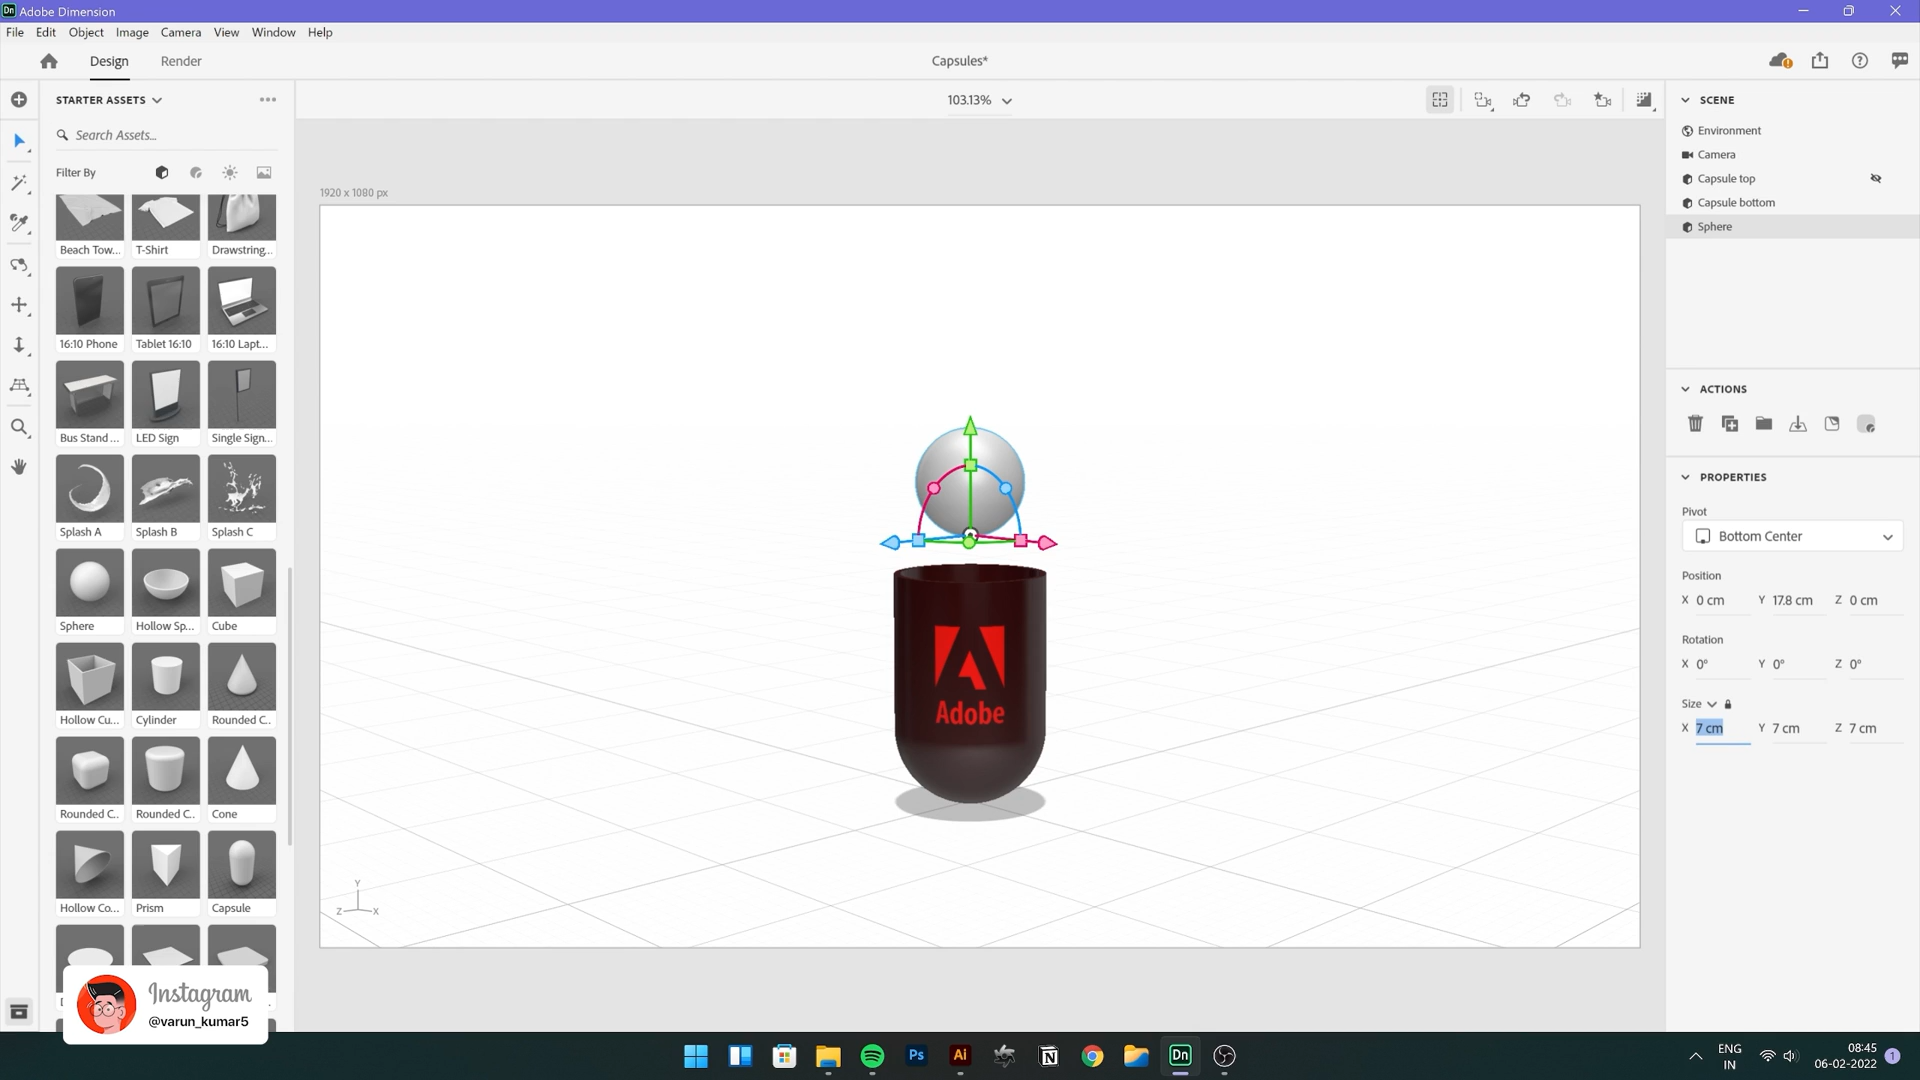 Dn Adobe Dimension
File Edit Object Image Camera View Window Help
Design Render Capsules*
STARTER ASSETS
103.13%
Search Assets...
Filter By
1920 x 1080 px
Beach Tow... T-Shirt Drawstring...
16:10 Phone Tablet 16:10 16:10 Lapt...
Bus Stand ... LED Sign Single Sign...
Splash A Splash B Splash C
Sphere Hollow Sp... Cube
Hollow Cu... Cylinder Rounded C..
Rounded C.. Rounded C.. Cone
Hollow Co... Prism Capsule
Adobe
Y
Z X
SCENE
Environment
Camera
Capsule top
Capsule bottom
Sphere
ACTIONS
PROPERTIES
Pivot
Bottom Center
Position
X 0 cm Y 17.8 cm Z 0 cm
Rotation
X 0° Y 0° Z 0°
Size
X 7 cm Y 7 cm Z 7 cm
Instagram
@varun_kumar5
Ps Ai N Dn
ENG
IN
08:45
06-02-2022
1